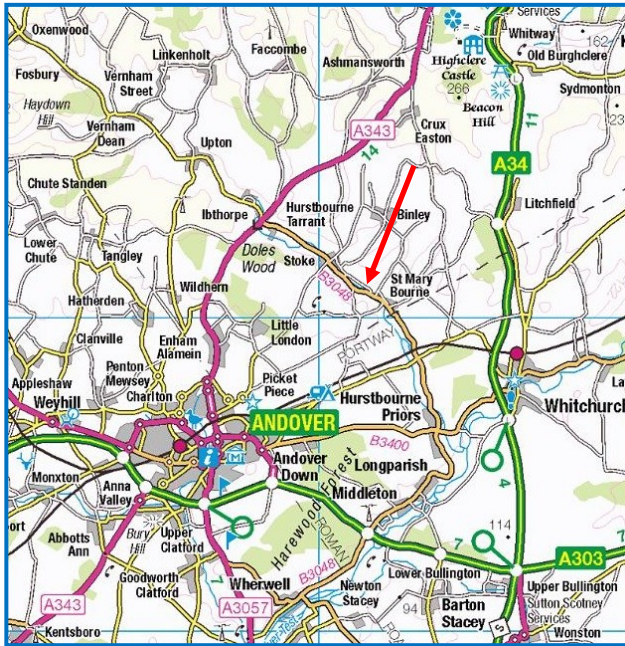 Services
Whitway
Oxenwood
Linkenholt
Faccombe
Ashmansworth
162
Old Burghclere
Highclere
Castle
266
Beacon
Hill
Sydmonton
Fosbury
Vernham
Street
Haydown
Hill
Vernham
Dean
Upton
A343
14
Crux
Easton
11
A34
Chute Standen
Ibthorpe
Hurstbourne
Tarrant
Binley
Litchfield
Lower
Chute
Tangley
Doles
Wood
Stoke
B3048
St Mary
Bourne
Wildhern
Hatherden
Clanville
Enham
Alamein
Little
London
PORTWAY
Penton
Mewsey
Picket
Piece
Appleshaw
Weyhill
Charlton
Hurstbourne
Priors
Whitchurch
ANDOVER
B3400
Monxton
Anna
Valley
Andover
Down
Longparish
Middleton
Harewood Forest
ROMAN
4
114
Abbotts
Ann
Bury
Hill
Upper
Clatford
7
7
A303
Goodworth
Clatford
Wherwell
B3048
Newton
Stacey
Lower Bullington
Upper Bullington
Sutton Scotney
Services
A343
7
A3057
94
Barton
Stacey
Wonston
Kentsboro